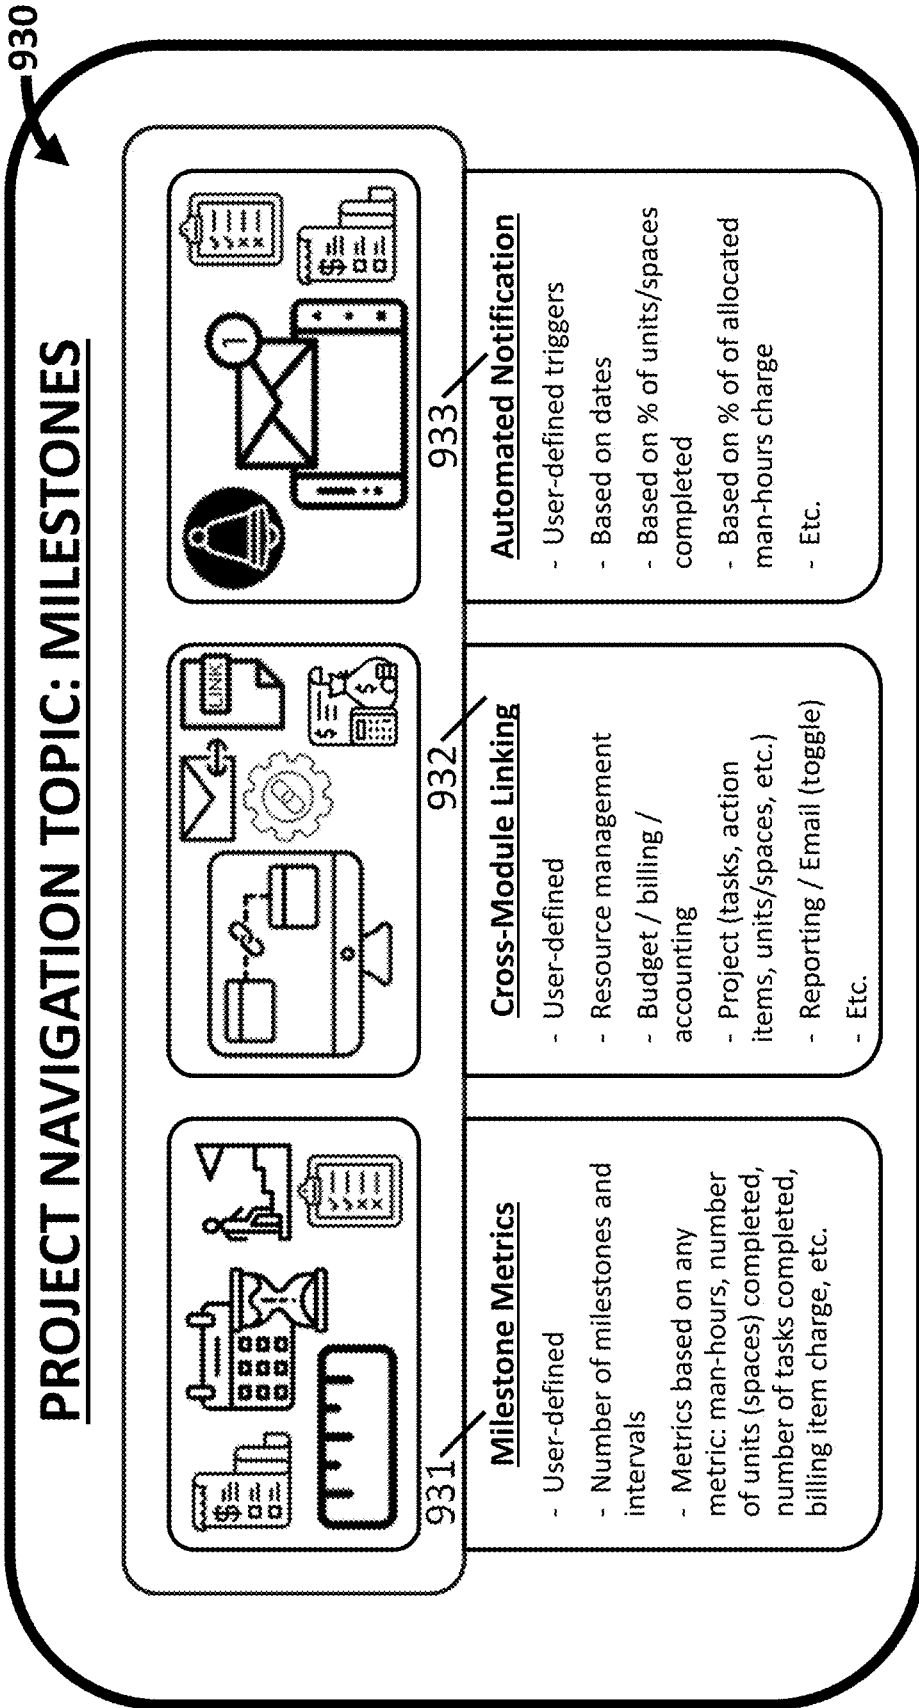 930
PROJECT NAVIGATION TOPIC: MILESTONES
$
931
Milestone Metrics
- User-defined
- Number of milestones and
intervals
- Metrics based on any
metric: man-hours, number
of units (spaces) completed,
number of tasks completed,
billing item charge, etc.
LINK
$
$
932
Cross-Module Linking
- User-defined
- Resource management
- Budget / billing /
accounting
- Project (tasks, action
items, units/spaces, etc.)
- Reporting / Email (toggle)
- Etc.
1
$
933
Automated Notification
- User-defined triggers
- Based on dates
- Based on % of units/spaces
completed
- Based on % of of allocated
man-hours charge
- Etc.